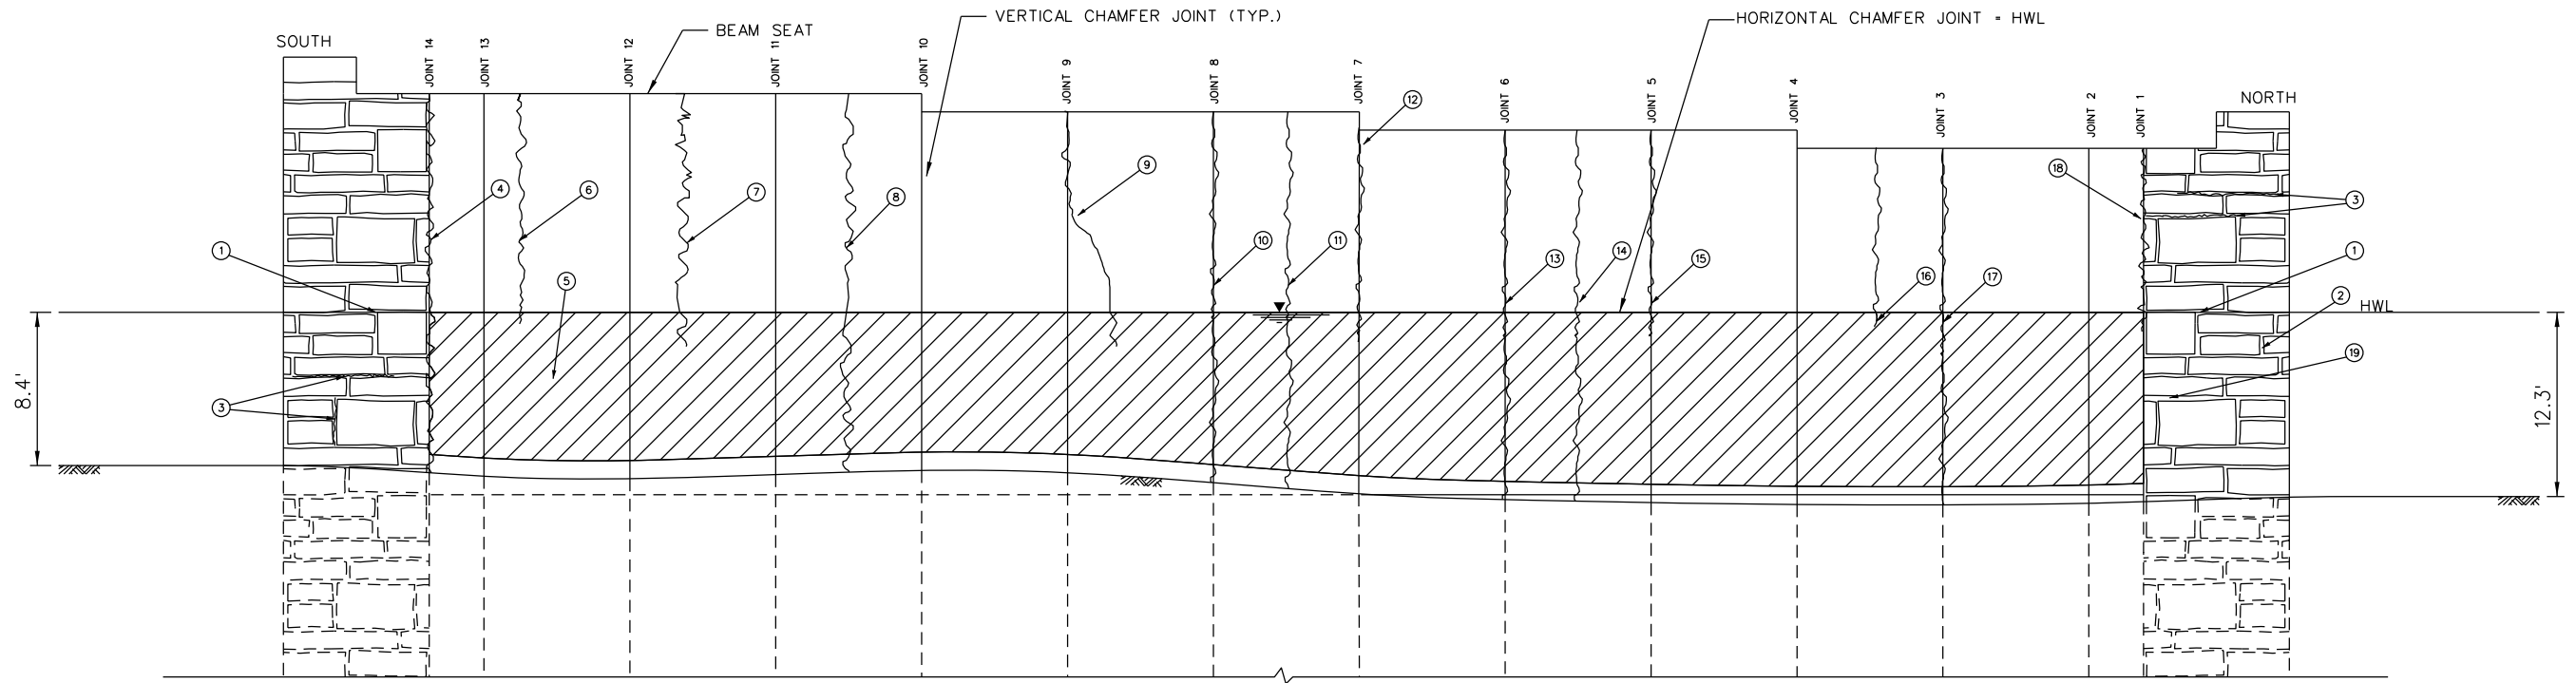 VERTICAL CHAMFER JOINT (TYP.)
HORIZONTAL CHAMFER JOINT = HWL
BEAM SEAT
SOUTH
NORTH
JOINT 14
JOINT 13
JOINT 12
JOINT 11
JOINT 10
JOINT 9
JOINT 8
JOINT 7
JOINT 6
JOINT 5
JOINT 4
JOINT 3
JOINT 2
JOINT 1
12
9
18
4
6
7
8
3
10
11
14
1
1
13
15
5
16
17
2
HWL
19
3
8.4'
12.3'